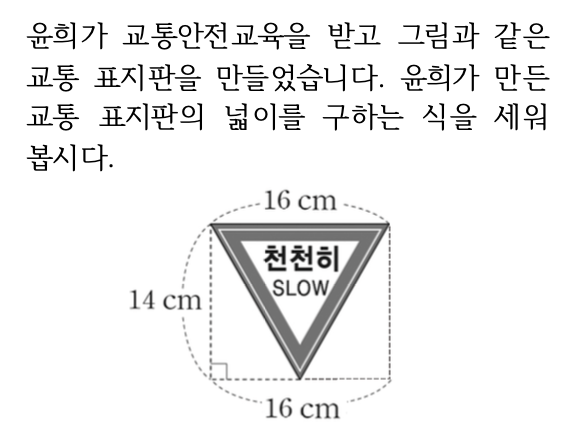 윤희가 교통안전교육을 받고 그림과 같은
교통 표지판을 만들었습니다. 윤희가 만든
교통 표지판의 넓이를 구하는 식을 세워
봅시다.
16 cm
천천히
SLOW
14 cm
16 cm